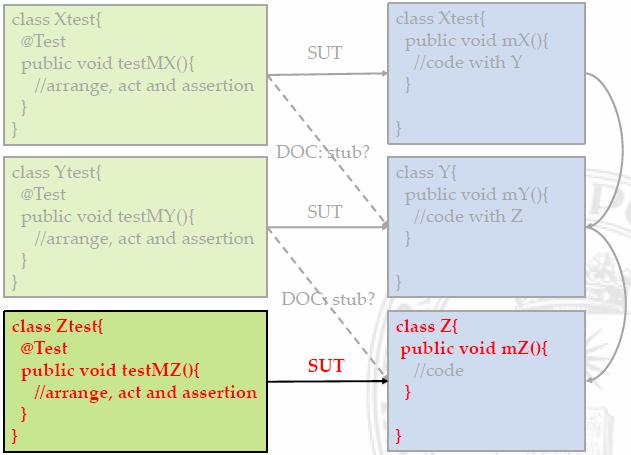 class Xtest{
@Test
public void testMX(){
//arrange, act and assertion
}
}
SUT
class Xtest{
public void mX(){
//code with Y
}
}
DOC: stub?
class Ytest{
@Test
public void testMY(){
//arrange, act and assertion
}
}
SUT
class Y{
public void mY(){
//code with Z
}
}
DOC: stub?
class Ztest{
@Test
public void testMZ(){
//arrange, act and assertion
}
}
SUT
class Z{
public void mZ(){
//code
}
}